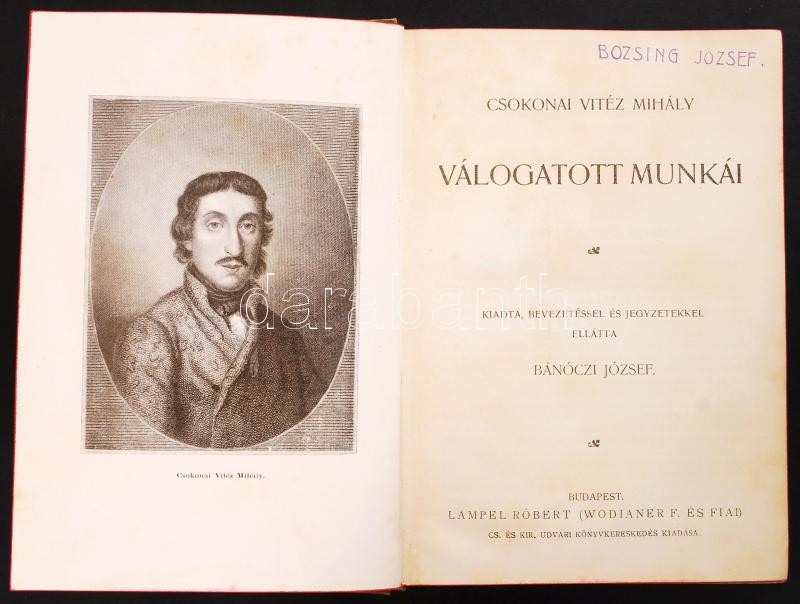 Csokonai Vitéz Mihály.
BOZSING JÓZSEF.
CSOKONAI VITÉZ MIHÁLY
VÁLOGATOTT MUNKÁI
KIADTA, BEVEZETÉSSEL ÉS JEGYZETEKKEL
ELLÁTTA
BÁNÓCZI JÓZSEF.
BUDAPEST.
LAMPEL RÓBERT (WODIANER F. ÉS FIAI)
CS. ÉS KIR. UDVARI KÖNYVKERESKEDÉS KIADÁSA.
darabanth